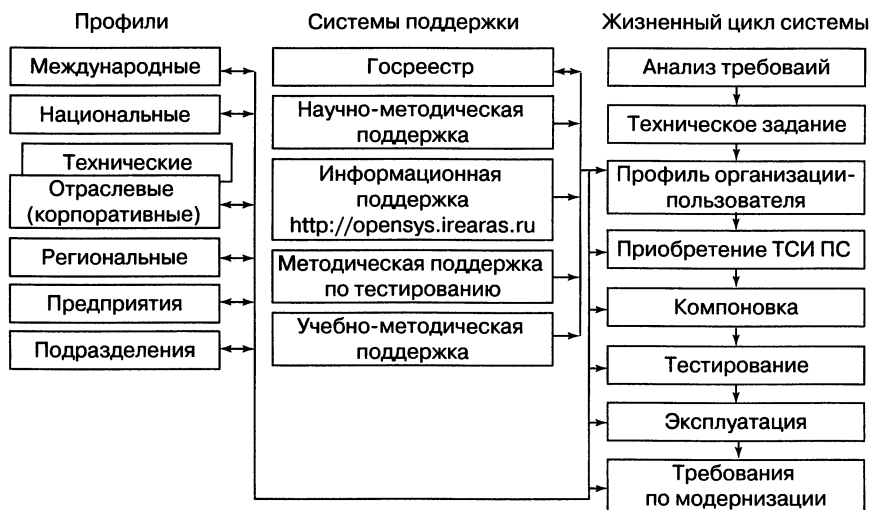 Профили
Международные
Национальные
Технические
Отраслевые
(корпоративные)
Региональные
Предприятия
Подразделения
Системы поддержки
Госреестр
Научно-методическая
поддержка
Информационная
поддержка
http://opensys.irearas.ru
Методическая поддержка
по тестированию
Учебно-методическая
поддержка
Жизненный цикл системы
Анализ требоваий
Техническое задание
Профиль организации-
пользователя
Приобретение ТСИ ПС
Компоновка
Тестирование
Эксплуатация
Требования
по модернизации